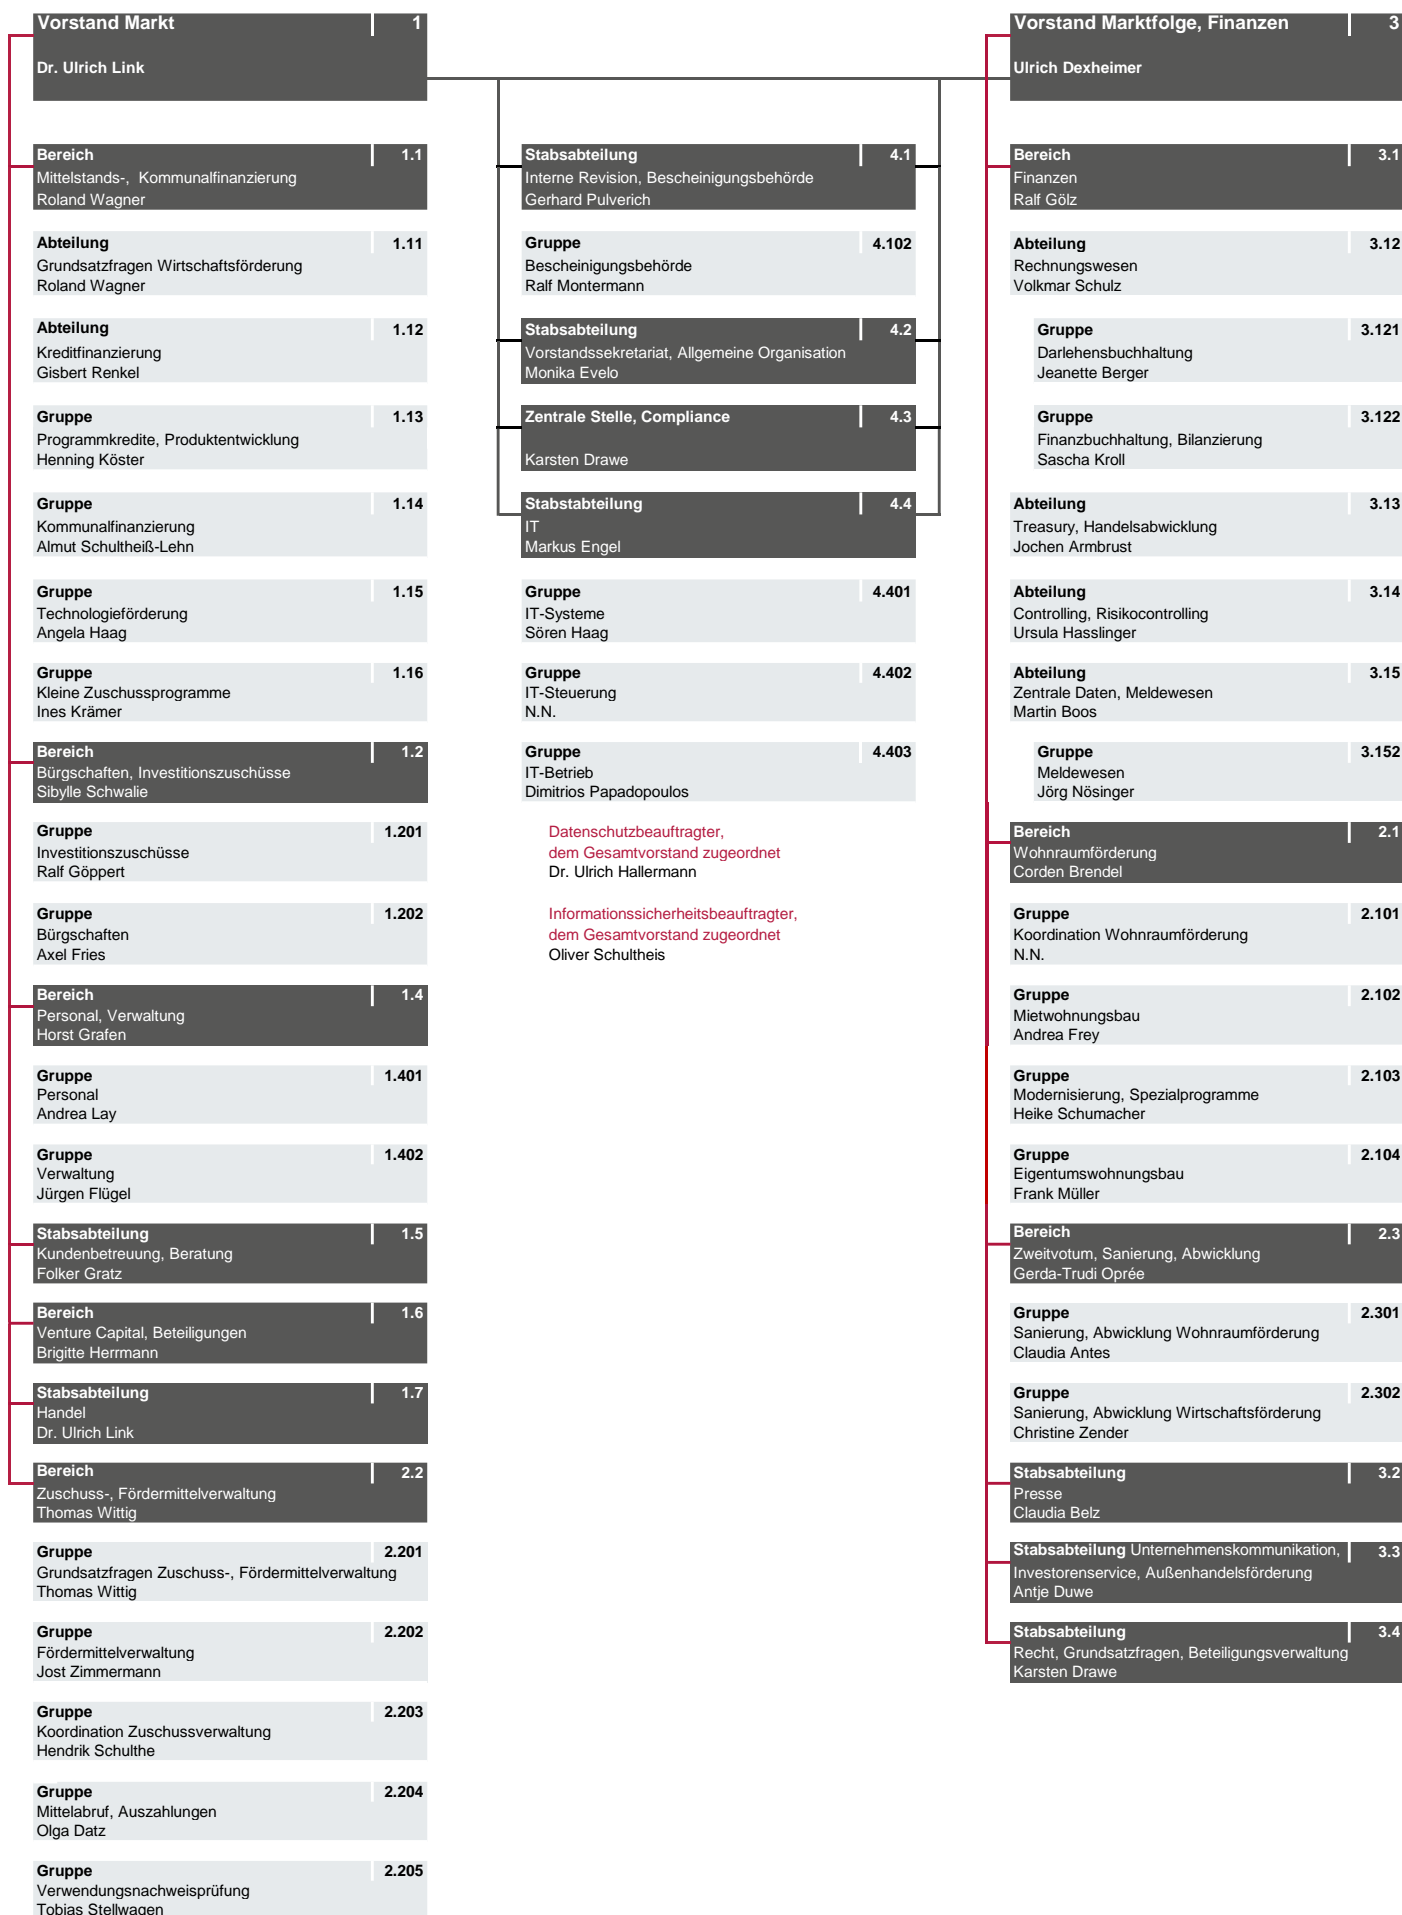 Vorstand Markt 1
Dr. Ulrich Link
Bereich 1.1
Mittelstands-, Kommunalfinanzierung
Roland Wagner
Abteilung 1.11
Grundsatzfragen Wirtschaftsförderung
Roland Wagner
Abteilung 1.12
Kreditfinanzierung
Gisbert Renkel
Gruppe 1.13
Programmkredite, Produktentwicklung
Henning Köster
Gruppe 1.14
Kommunalfinanzierung
Almut Schultheiß-Lehn
Gruppe 1.15
Technologieförderung
Angela Haag
Gruppe 1.16
Kleine Zuschussprogramme
Ines Krämer
Bereich 1.2
Bürgschaften, Investitionszuschüsse
Sibylle Schwalie
Gruppe 1.201
Investitionszuschüsse
Ralf Göppert
Gruppe 1.202
Bürgschaften
Axel Fries
Bereich 1.4
Personal, Verwaltung
Horst Grafen
Gruppe 1.401
Personal
Andrea Lay
Gruppe 1.402
Verwaltung
Jürgen Flügel
Stabsabteilung 1.5
Kundenbetreuung, Beratung
Folker Gratz
Bereich 1.6
Venture Capital, Beteiligungen
Brigitte Herrmann
Stabsabteilung 1.7
Handel
Dr. Ulrich Link
Bereich 2.2
Zuschuss-, Fördermittelverwaltung
Thomas Wittig
Gruppe 2.201
Grundsatzfragen Zuschuss-, Fördermittelverwaltung
Thomas Wittig
Gruppe 2.202
Fördermittelverwaltung
Jost Zimmermann
Gruppe 2.203
Koordination Zuschussverwaltung
Hendrik Schulthe
Gruppe 2.204
Mittelabruf, Auszahlungen
Olga Datz
Gruppe 2.205
Verwendungsnachweisprüfung
Tobias Stellwagen
Stabsabteilung 4.1
Interne Revision, Bescheinigungsbehörde
Gerhard Pulverich
Gruppe 4.102
Bescheinigungsbehörde
Ralf Montermann
Stabsabteilung 4.2
Vorstandssekretariat, Allgemeine Organisation
Monika Evelo
Zentrale Stelle, Compliance 4.3
Karsten Drawe
Stabstabteilung 4.4
IT
Markus Engel
Gruppe 4.401
IT-Systeme
Sören Haag
Gruppe 4.402
IT-Steuerung
N.N.
Gruppe 4.403
IT-Betrieb
Dimitrios Papadopoulos
Datenschutzbeauftragter,
dem Gesamtvorstand zugeordnet
Dr. Ulrich Hallermann
Informationssicherheitsbeauftragter,
dem Gesamtvorstand zugeordnet
Oliver Schultheis
Vorstand Marktfolge, Finanzen 3
Ulrich Dexheimer
Bereich 3.1
Finanzen
Ralf Gölz
Abteilung 3.12
Rechnungswesen
Volkmar Schulz
Gruppe 3.121
Darlehensbuchhaltung
Jeanette Berger
Gruppe 3.122
Finanzbuchhaltung, Bilanzierung
Sascha Kroll
Abteilung 3.13
Treasury, Handelsabwicklung
Jochen Armbrust
Abteilung 3.14
Controlling, Risikocontrolling
Ursula Hasslinger
Abteilung 3.15
Zentrale Daten, Meldewesen
Martin Boos
Gruppe 3.152
Meldewesen
Jörg Nösinger
Bereich 2.1
Wohnraumförderung
Corden Brendel
Gruppe 2.101
Koordination Wohnraumförderung
N.N.
Gruppe 2.102
Mietwohnungsbau
Andrea Frey
Gruppe 2.103
Modernisierung, Spezialprogramme
Heike Schumacher
Gruppe 2.104
Eigentumswohnungsbau
Frank Müller
Bereich 2.3
Zweitvotum, Sanierung, Abwicklung
Gerda-Trudi Oprée
Gruppe 2.301
Sanierung, Abwicklung Wohnraumförderung
Claudia Antes
Gruppe 2.302
Sanierung, Abwicklung Wirtschaftsförderung
Christine Zender
Stabsabteilung 3.2
Presse
Claudia Belz
Stabsabteilung Unternehmenskommunikation, 3.3
Investorenservice, Außenhandelsförderung
Antje Duwe
Stabsabteilung 3.4
Recht, Grundsatzfragen, Beteiligungsverwaltung
Karsten Drawe